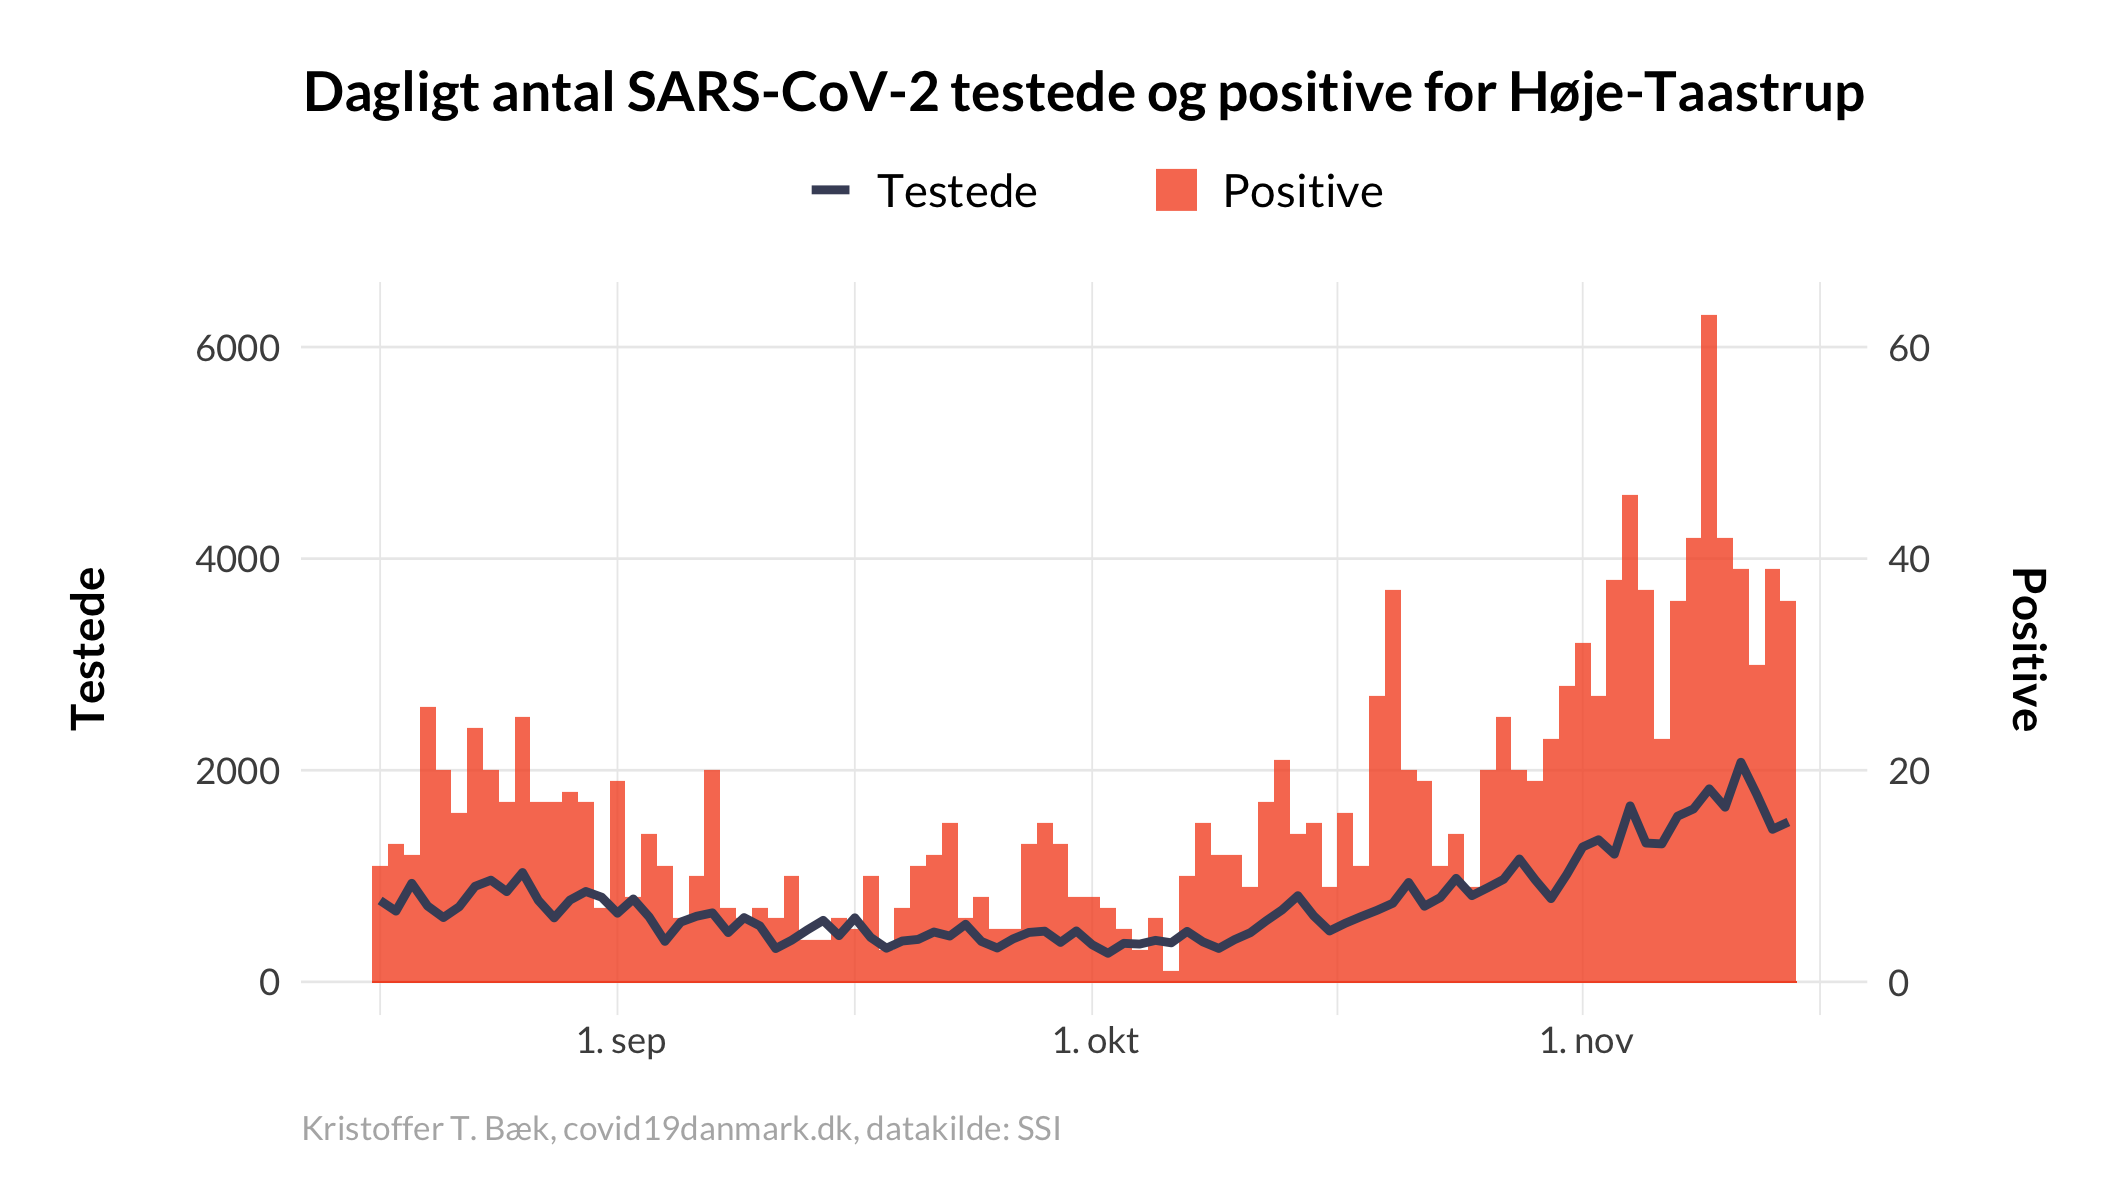 Dagligt antal SARS-CoV-2 testede og positive for Høje-Taastrup
Testede
Positive
6000
4000
2000
0
60
40
20
0
Testede
Positive
1. sep
1. okt
1. nov
Kristoffer T. Bæk, covid19danmark.dk, datakilde: SSI